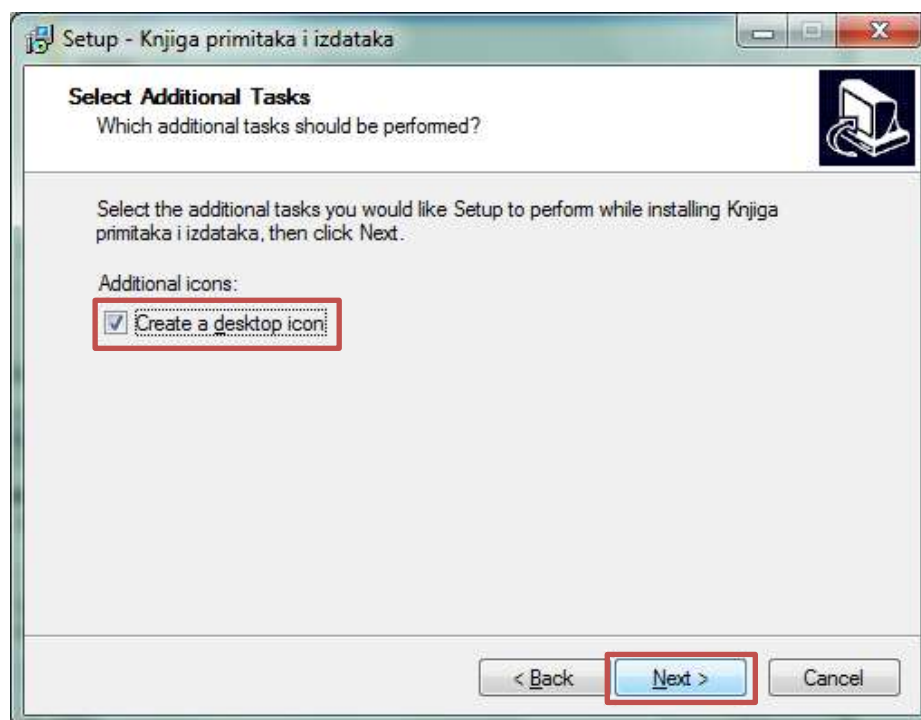 Setup - Knjiga primitaka i izdataka
Select Additional Tasks
Which additional tasks should be performed?
Select the additional tasks you would like Setup to perform while installing Knjiga
primitaka i izdataka, then click Next.
Additional icons:
Create a desktop icon
< Back
Next >
Cancel